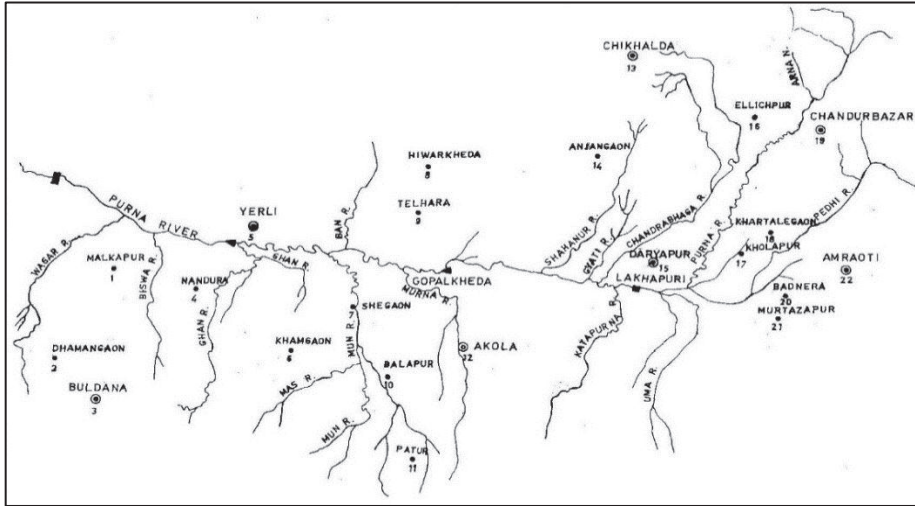 CHIKHALDA
13
ARNA N.
ELLICHPUR
16
CHANDURBAZAR
19
ANJANGAON
14
HIWARKHEDA
8
TELHARA
9
PURNA RIVER
YERLI
5
BAN R.
SHAHANUR R.
GHATI R.
CHANDRABHAGA R.
PURNA R.
PEDHI R.
KHARTALEGAON
18
KHOLAPUR
17
WAGAR R.
MALKAPUR
1
BISWA R.
NANDURA
4
GHAN R.
GHAN R.
GOPALKHEDA
MURNA R.
DARYAPUR
15
LAKHAPURI
AMRAOTI
22
BADNERA
20
MURTAZAPUR
21
SHEGAON
7
MUN R.
KHAMGAON
6
AKOLA
12
KATAPURNA R.
UMA R.
DHAMANGAON
2
BULDANA
3
MAS R.
BALAPUR
10
MUN R.
PATUR
11